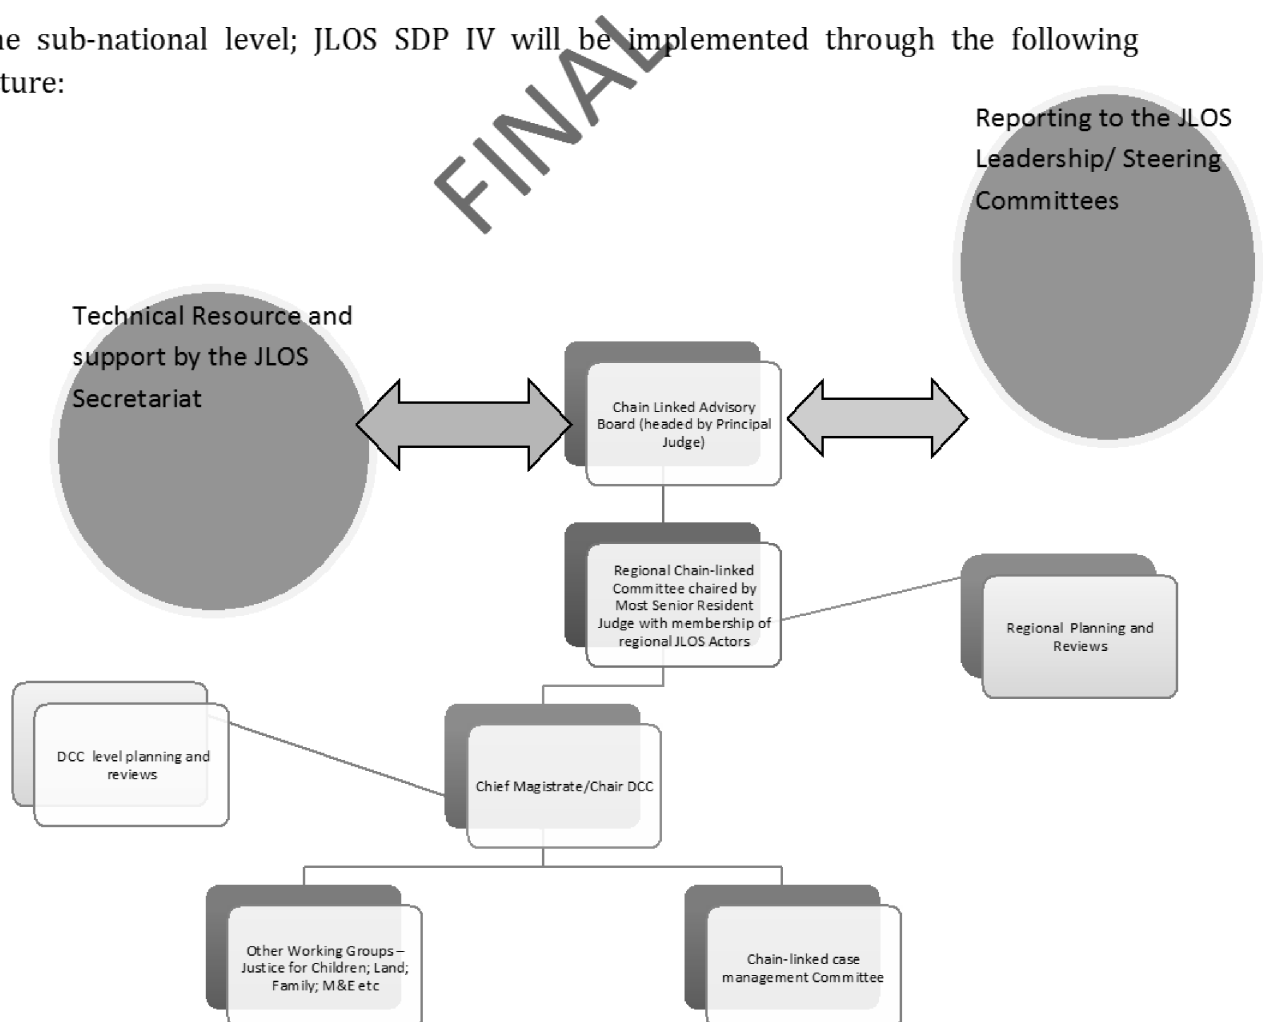 ne sub-national level; JLOS SDP IV will be implemented through the following
ture:
FINAL
Reporting to the JLOS
Leadership/ Steering
Committees
Technical Resource and
support by the JLOS
Secretariat
Chain Linked Advisory
Board (headed by Principal
Judge)
Regional Chain-linked
Committee chaired by
Most Senior Resident
Judge with membership of
regional JLOS Actors
Regional Planning and
Reviews
DCC level planning and
reviews
Chief Magistrate/Chair DCC
Other Working Groups –
Justice for Children; Land;
Family; M&E etc
Chain-linked case
management Committee